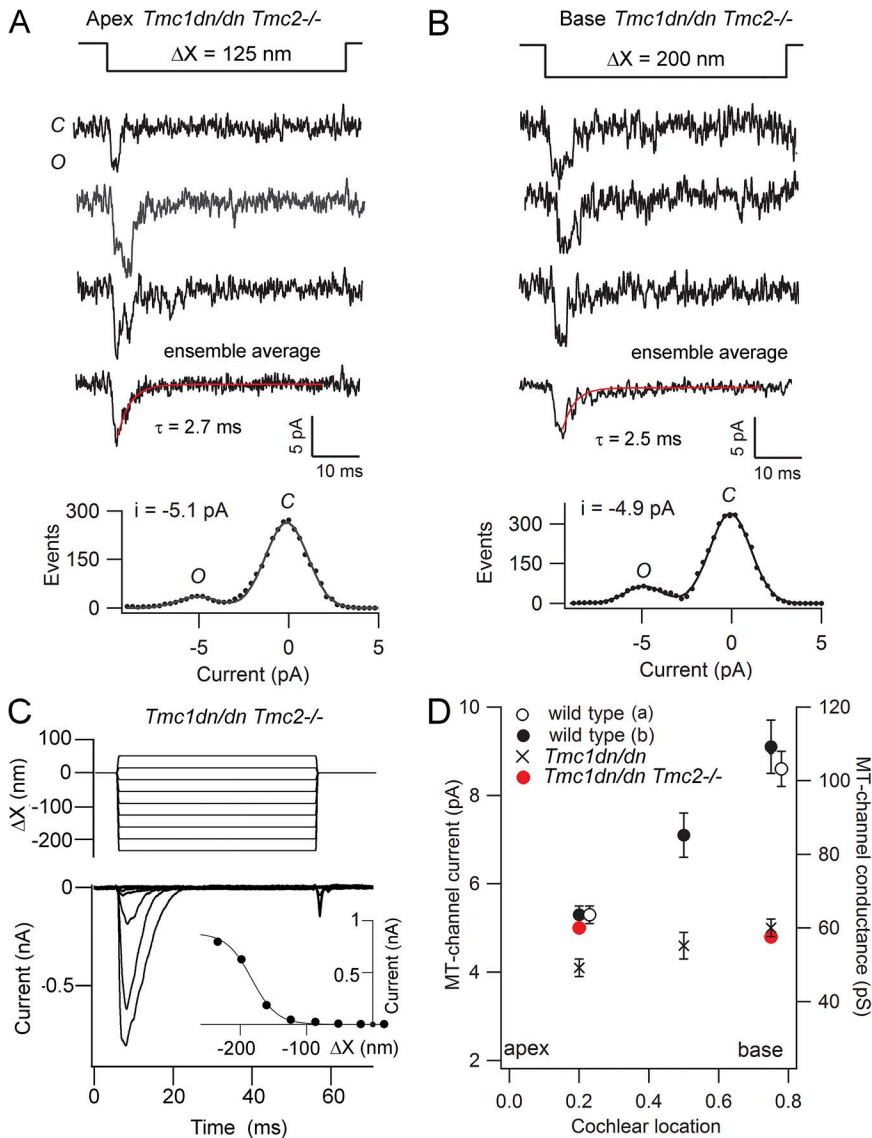 A Apex Tmc1dn/dn Tmc2-/-
ΔX = 125 nm
C
O
ensemble average
τ = 2.7 ms
5 pA
10 ms
i = -5.1 pA
C
O
300
150
0
Events
-5 0 5
Current (pA)
B Base Tmc1dn/dn Tmc2-/-
ΔX = 200 nm
ensemble average
τ = 2.5 ms
5 pA
10 ms
i = -4.9 pA
C
O
300
150
0
Events
-5 0 5
Current (pA)
C Tmc1dn/dn Tmc2-/-
100
0
-100
-200
ΔX (nm)
0
-0.5
Current (nA)
1
0.5
Current (nA)
-200 -100 ΔX (nm)
0 20 40 60
Time (ms)
D
wild type (a)
wild type (b)
Tmc1dn/dn
Tmc1dn/dn Tmc2-/-
10
8
6
4
2
MT-channel current (pA)
120
100
80
60
40
MT-channel conductance (pS)
apex base
0.0 0.2 0.4 0.6 0.8
Cochlear location